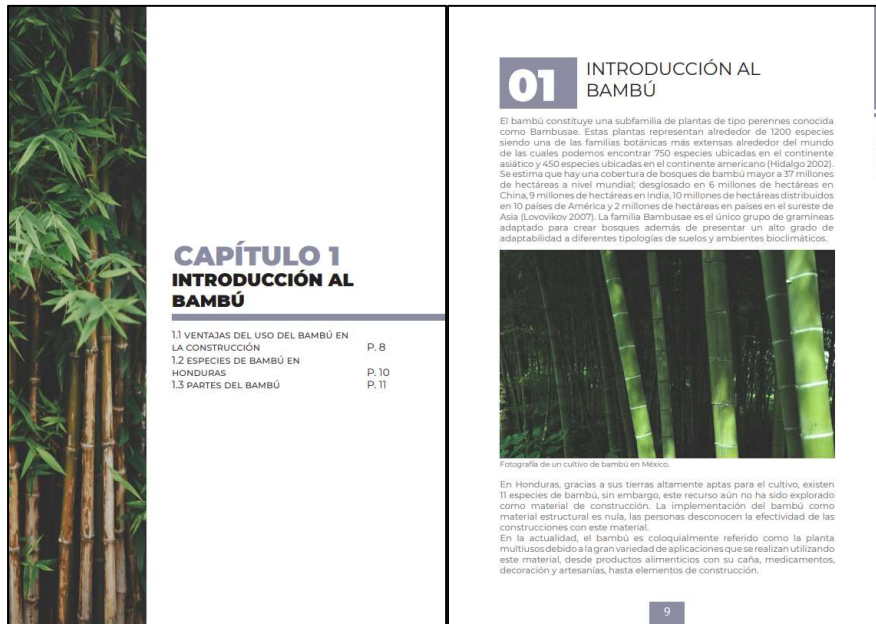 CAPÍTULO 1
INTRODUCCIÓN AL
BAMBÚ
1.1 VENTAJAS DEL USO DEL BAMBÚ EN
LA CONSTRUCCIÓN P. 8
1.2 ESPECIES DE BAMBÚ EN
HONDURAS P. 10
1.3 PARTES DEL BAMBÚ P. 11
01 INTRODUCCIÓN AL
BAMBÚ
El bambú constituye una subfamilia de plantas de tipo perennes conocida
como Bambusae. Estas plantas representan alrededor de 1200 especies
siendo una de las familias botánicas más extensas alrededor del mundo
de las cuales podemos encontrar 750 especies ubicadas en el continente
asiático y 450 especies ubicadas en el continente americano (Hidalgo 2002).
Se estima que hay una cobertura de bosques de bambú mayor a 37 millones
de hectáreas a nivel mundial; desglosado en 6 millones de hectáreas en
China, 9 millones de hectáreas en India, 10 millones de hectáreas distribuidos
en 10 países de América y 2 millones de hectáreas en países en el sureste de
Asia (Lovovikov 2007). La familia Bambusae es el único grupo de gramíneas
adaptado para crear bosques además de presentar un alto grado de
adaptabilidad a diferentes tipologías de suelos y ambientes bioclimáticos.
Fotografía de un cultivo de bambú en México.
En Honduras, gracias a sus tierras altamente aptas para el cultivo, existen
11 especies de bambú, sin embargo, este recurso aún no ha sido explorado
como material de construcción. La implementación del bambú como
material estructural es nula, las personas desconocen la efectividad de las
construcciones con este material.
En la actualidad, el bambú es coloquialmente referido como la planta
multiusos debido a la gran variedad de aplicaciones que se realizan utilizando
este material, desde productos alimenticios con su caña, medicamentos,
decoración y artesanías, hasta elementos de construcción.
9